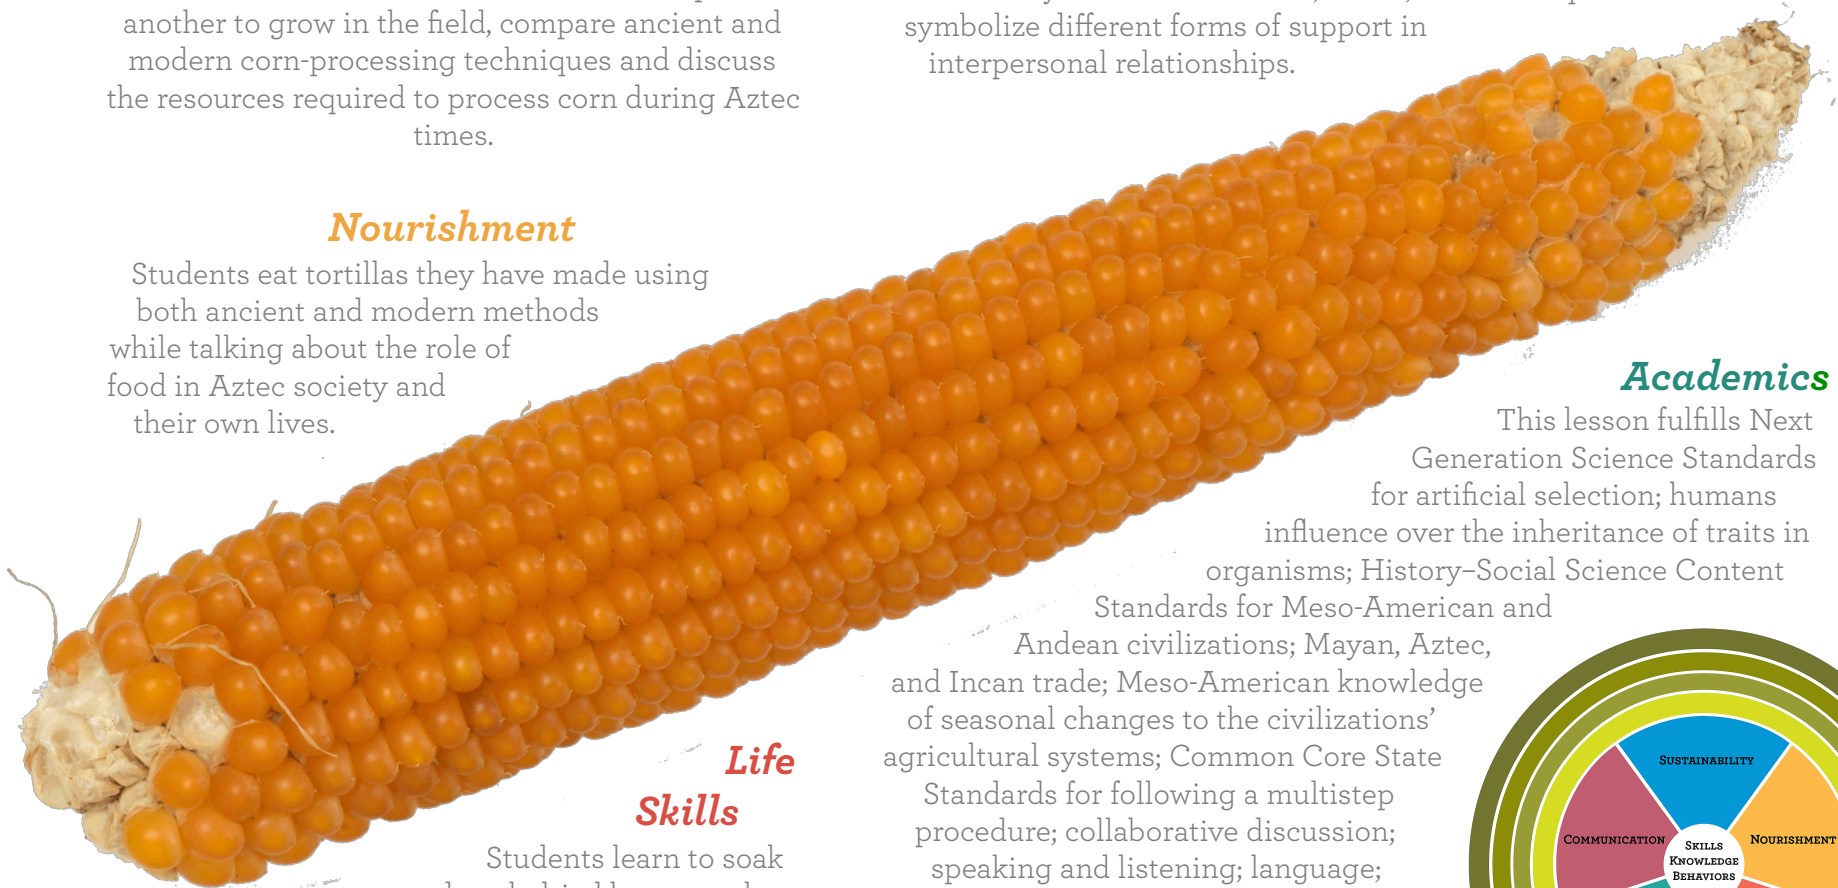 another to grow in the field, compare ancient and
modern corn-processing techniques and discuss
the resources required to process corn during Aztec
times.
Nourishment
Students eat tortillas they have made using
both ancient and modern methods
while talking about the role of
food in Aztec society and
their own lives.
Life
Skills
Students learn to soak
symbolize different forms of support in
interpersonal relationships.
Academics
This lesson fulfills Next
Generation Science Standards
for artificial selection; humans
influence over the inheritance of traits in
organisms; History–Social Science Content
Standards for Meso-American and
Andean civilizations; Mayan, Aztec,
and Incan trade; Meso-American knowledge
of seasonal changes to the civilizations’
agricultural systems; Common Core State
Standards for following a multistep
procedure; collaborative discussion;
speaking and listening; language;
Sustainability
Communication
Nourishment
Skills
Knowledge
Behaviors